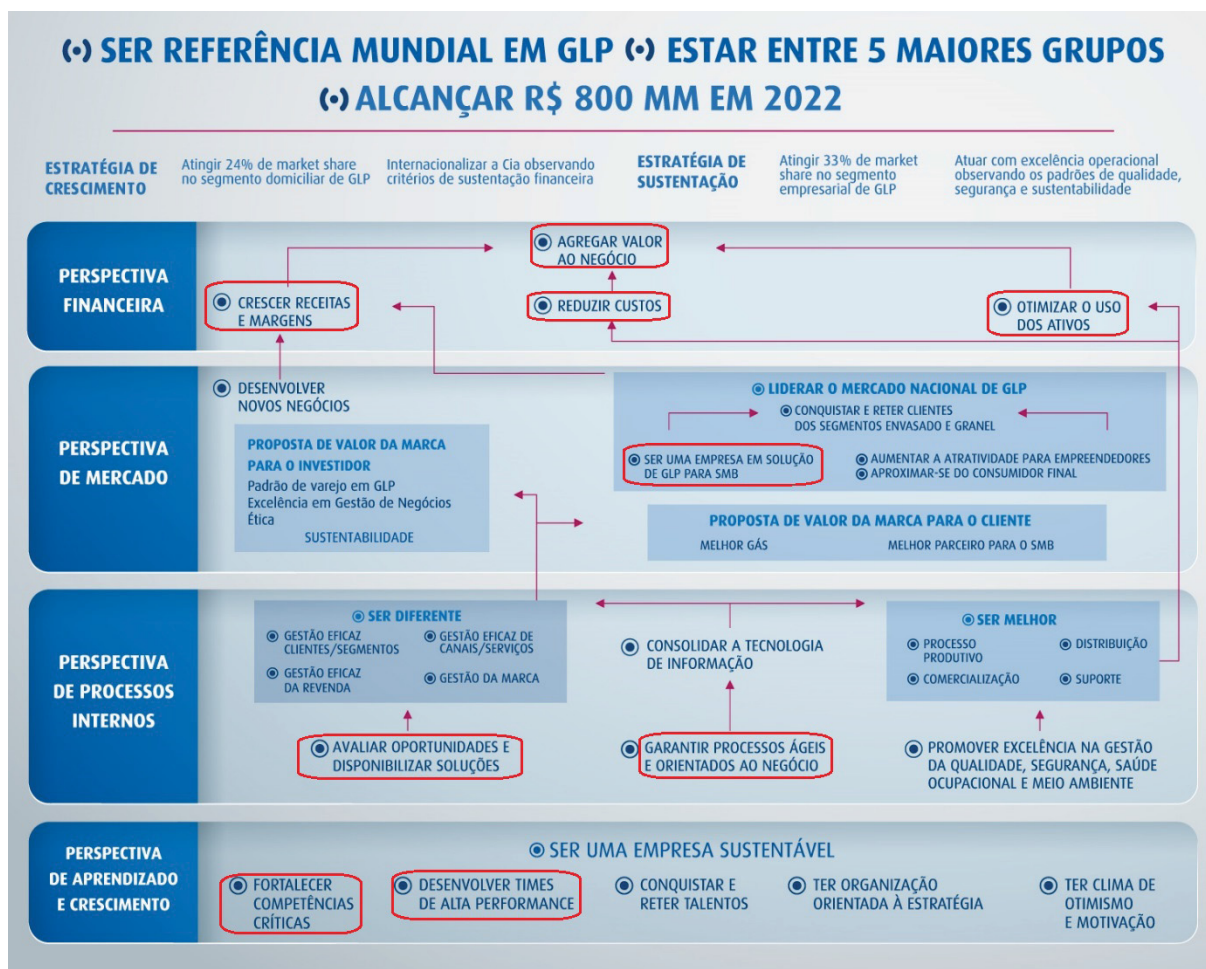 SER REFERÊNCIA MUNDIAL EM GLP ESTAR ENTRE 5 MAIORES GRUPOS
ALCANÇAR R$ 800 MM EM 2022
ESTRATÉGIA DE
CRESCIMENTO
Atingir 24% de market share
no segmento domiciliar de GLP
Internacionalizar a Cia observando
critérios de sustentação financeira
ESTRATÉGIA DE
SUSTENTAÇÃO
Atingir 33% de market
share no segmento
empresarial de GLP
Atuar com excelência operacional
observando os padrões de qualidade,
segurança e sustentabilidade
PERSPECTIVA
FINANCEIRA
AGREGAR VALOR
AO NEGÓCIO
CRESCER RECEITAS
E MARGENS
REDUZIR CUSTOS
OTIMIZAR O USO
DOS ATIVOS
PERSPECTIVA
DE MERCADO
DESENVOLVER
NOVOS NEGÓCIOS
PROPOSTA DE VALOR DA MARCA
PARA O INVESTIDOR
Padrão de varejo em GLP
Excelência em Gestão de Negócios
Ética
SUSTENTABILIDADE
LIDERAR O MERCADO NACIONAL DE GLP
CONQUISTAR E RETER CLIENTES
DOS SEGMENTOS ENVASADO E GRANEL
SER UMA EMPRESA EM SOLUÇÃO
DE GLP PARA SMB
AUMENTAR A ATRATIVIDADE PARA EMPREENDEDORES
APROXIMAR-SE DO CONSUMIDOR FINAL
PROPOSTA DE VALOR DA MARCA PARA O CLIENTE
MELHOR GÁS
MELHOR PARCEIRO PARA O SMB
PERSPECTIVA
DE PROCESSOS
INTERNOS
SER DIFERENTE
GESTÃO EFICAZ
CLIENTES/SEGMENTOS
GESTÃO EFICAZ DE
CANAIS/SERVIÇOS
GESTÃO EFICAZ
DA REVENDA
GESTÃO DA MARCA
CONSOLIDAR A TECNOLOGIA
DE INFORMAÇÃO
SER MELHOR
PROCESSO
PRODUTIVO
DISTRIBUIÇÃO
COMERCIALIZAÇÃO
SUPORTE
AVALIAR OPORTUNIDADES E
DISPONIBILIZAR SOLUÇÕES
GARANTIR PROCESSOS ÁGEIS
E ORIENTADOS AO NEGÓCIO
PROMOVER EXCELÊNCIA NA GESTÃO
DA QUALIDADE, SEGURANÇA, SAÚDE
OCUPACIONAL E MEIO AMBIENTE
PERSPECTIVA
DE APRENDIZADO
E CRESCIMENTO
SER UMA EMPRESA SUSTENTÁVEL
FORTALECER
COMPETÊNCIAS
CRÍTICAS
DESENVOLVER TIMES
DE ALTA PERFORMANCE
CONQUISTAR E
RETER TALENTOS
TER ORGANIZAÇÃO
ORIENTADA À ESTRATÉGIA
TER CLIMA DE
OTIMISMO
E MOTIVAÇÃO